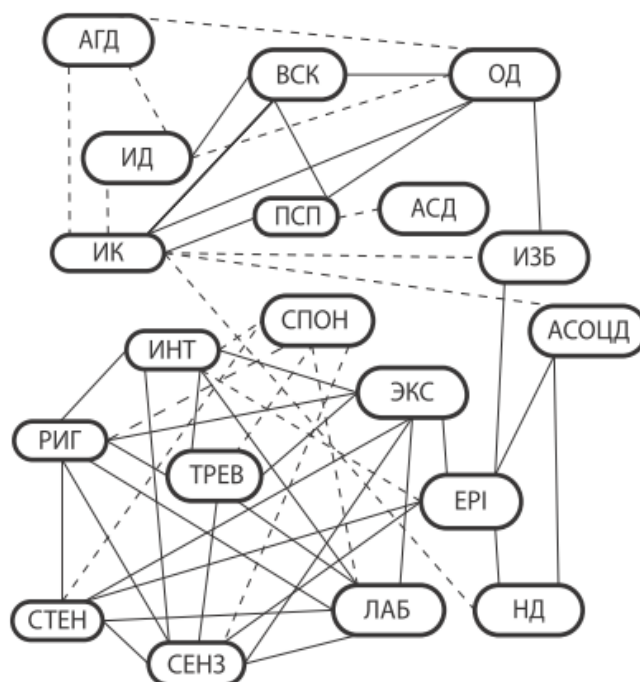 АГД
ВСК
ОД
ИД
ПСП
АСД
ИК
ИЗБ
СПОН
АСОЦД
ИНТ
ЭКС
РИГ
ТРЕВ
EPI
СТЕН
ЛАБ
НД
СЕНЗ